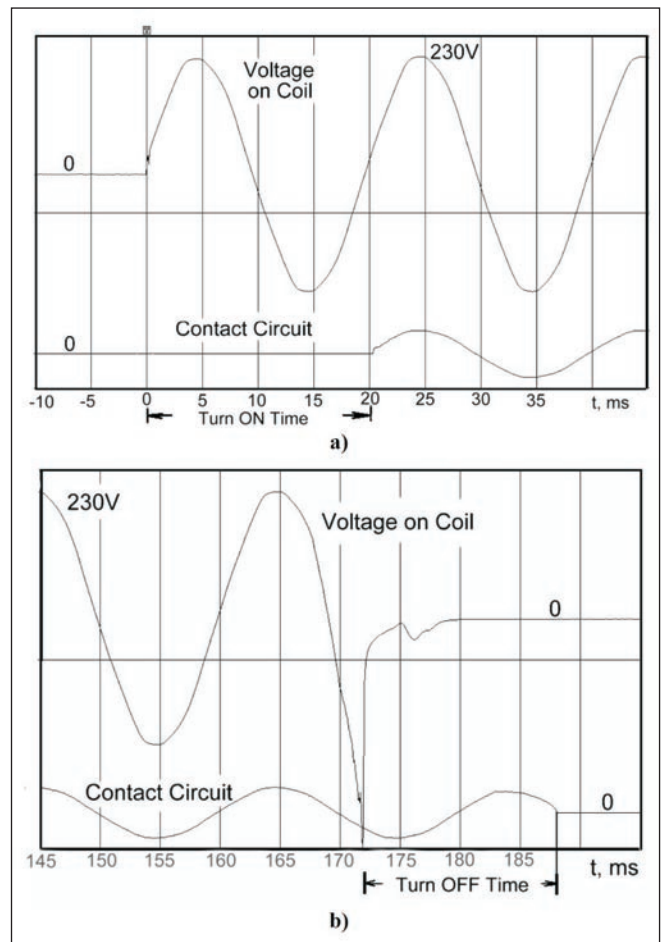 230V
Voltage
on Coil
0
Contact Circuit
0
-10 -5 0 5 10 15 20 25 30 35 t, ms
Turn ON Time
a)
230V
Voltage on Coil
0
Contact Circuit
0
145 150 155 160 165 170 175 180 185 t, ms
Turn OFF Time
b)